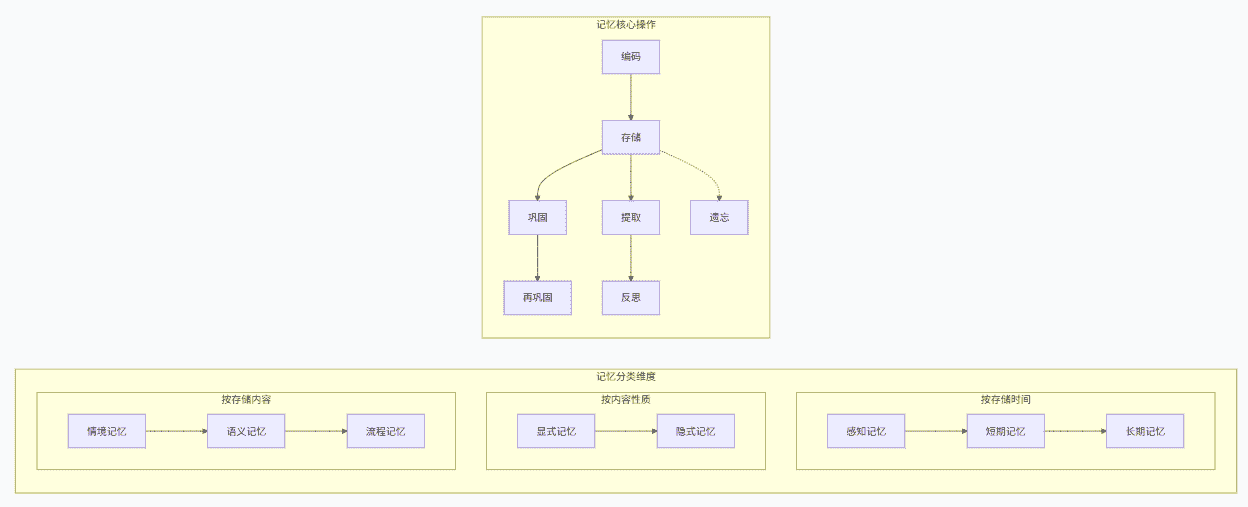 记忆核心操作
编码
存储
巩固
提取
遗忘
再巩固
反思
记忆分类维度
按存储内容
情境记忆
语义记忆
流程记忆
按内容性质
显式记忆
隐式记忆
按存储时间
感知记忆
短期记忆
长期记忆